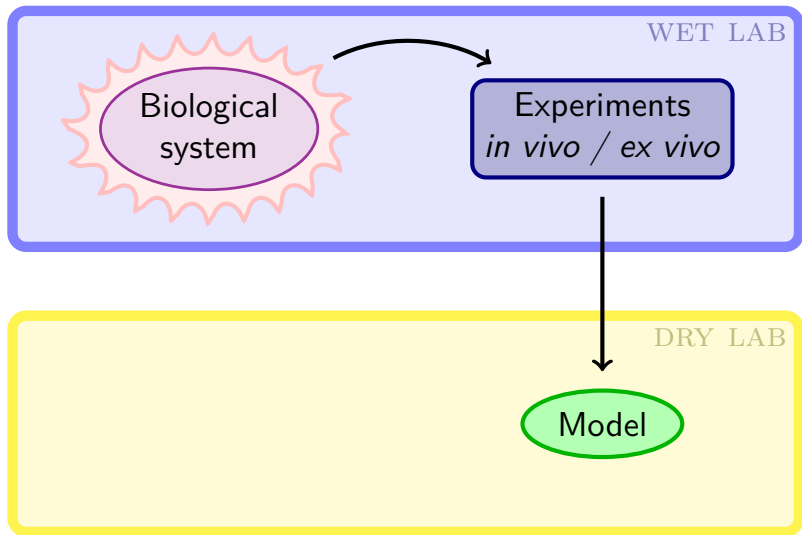 WET LAB
Biological
system
Experiments
in vivo / ex vivo
DRY LAB
Model